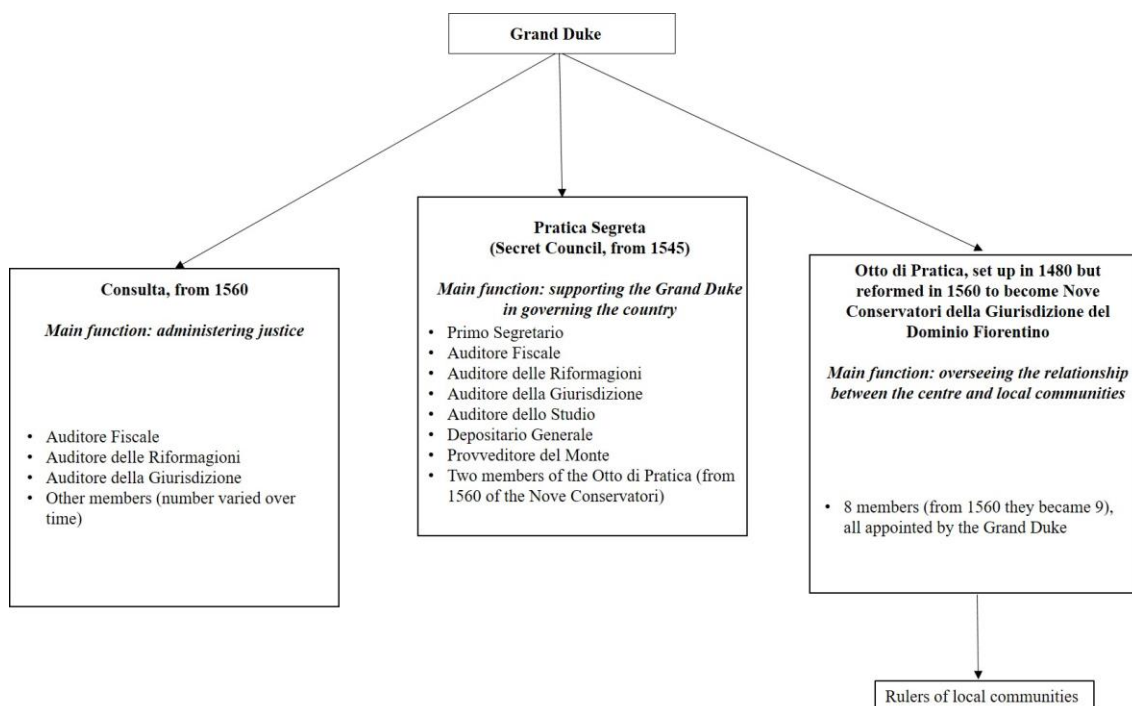 Grand Duke
Consulta, from 1560
Main function: administering justice
• Auditore Fiscale
• Auditore delle Riformagioni
• Auditore della Giurisdizione
• Other members (number varied over
time)
Pratica Segreta
(Secret Council, from 1545)
Main function: supporting the Grand Duke
in governing the country
• Primo Segretario
• Auditore Fiscale
• Auditore delle Riformagioni
• Auditore della Giurisdizione
• Auditore dello Studio
• Depositario Generale
• Provveditore del Monte
• Two members of the Otto di Pratica (from
1560 of the Nove Conservatori)
Otto di Pratica, set up in 1480 but
reformed in 1560 to become Nove
Conservatori della Giurisdizione del
Dominio Fiorentino
Main function: overseeing the relationship
between the centre and local communities
• 8 members (from 1560 they became 9),
all appointed by the Grand Duke
Rulers of local communities